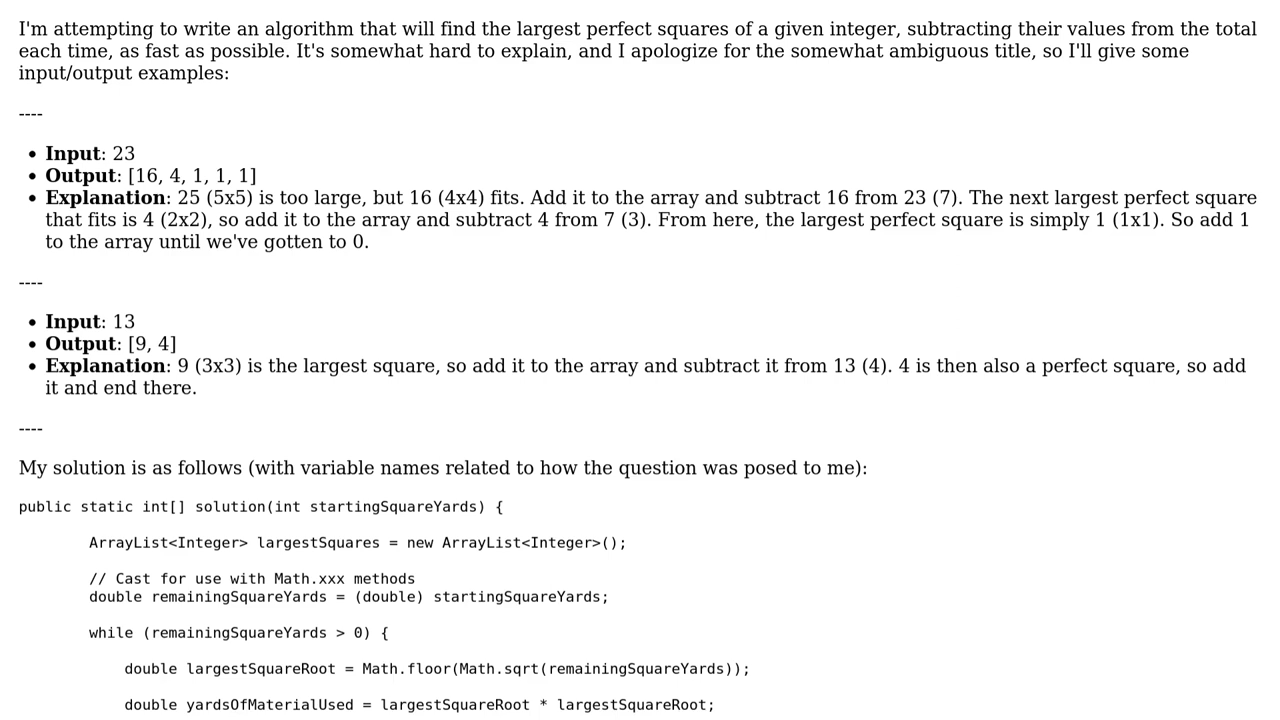 I'm attempting to write an algorithm that will find the largest perfect squares of a given integer, subtracting their values from the total
each time, as fast as possible. It's somewhat hard to explain, and I apologize for the somewhat ambiguous title, so I'll give some
input/output examples:
----
• Input: 23
• Output: [16, 4, 1, 1, 1]
• Explanation: 25 (5x5) is too large, but 16 (4x4) fits. Add it to the array and subtract 16 from 23 (7). The next largest perfect square
that fits is 4 (2x2), so add it to the array and subtract 4 from 7 (3). From here, the largest perfect square is simply 1 (1x1). So add 1
to the array until we've gotten to 0.
----
• Input: 13
• Output: [9, 4]
• Explanation: 9 (3x3) is the largest square, so add it to the array and subtract it from 13 (4). 4 is then also a perfect square, so add
it and end there.
----
My solution is as follows (with variable names related to how the question was posed to me):
public static int[] solution(int startingSquareYards) {
ArrayList<Integer> largestSquares = new ArrayList<Integer>();
// Cast for use with Math.xxx methods
double remainingSquareYards = (double) startingSquareYards;
while (remainingSquareYards > 0) {
double largestSquareRoot = Math.floor(Math.sqrt(remainingSquareYards));
double yardsOfMaterialUsed = largestSquareRoot * largestSquareRoot;